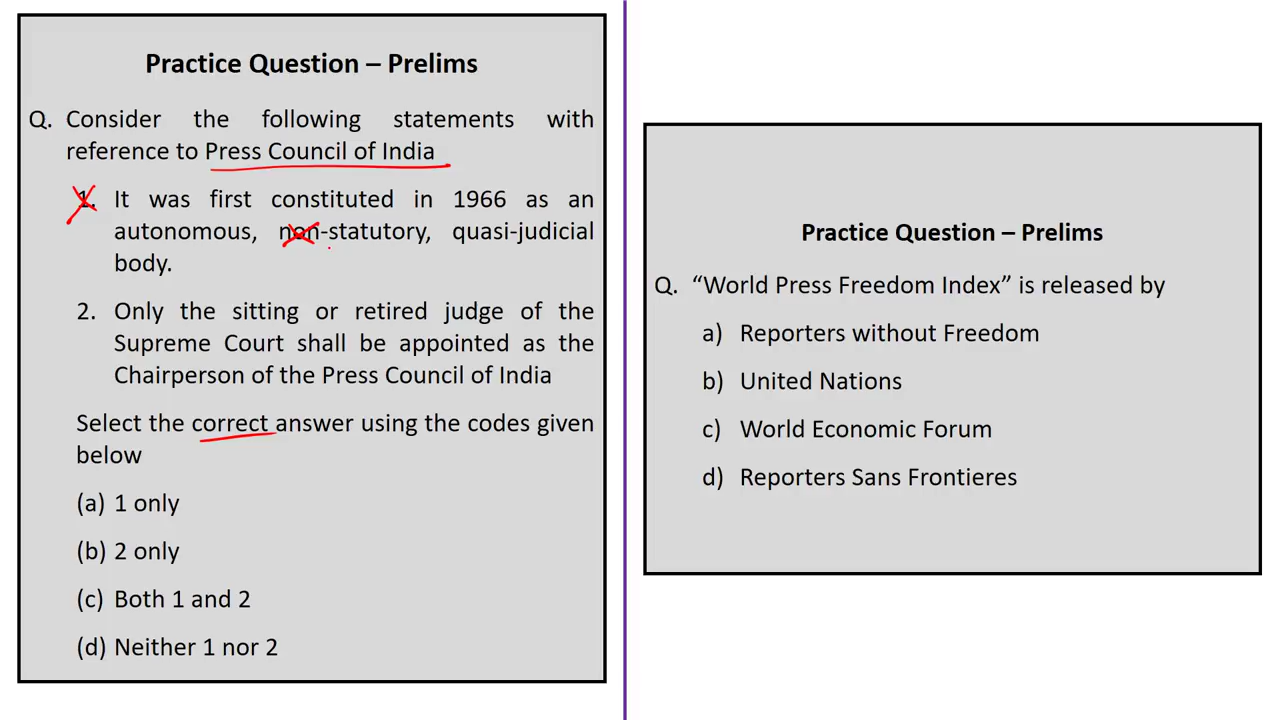 Practice Question – Prelims
Q. Consider the following statements with
reference to Press Council of India
1. It was first constituted in 1966 as an
autonomous, non-statutory, quasi-judicial
body.
2. Only the sitting or retired judge of the
Supreme Court shall be appointed as the
Chairperson of the Press Council of India
Select the correct answer using the codes given
below
(a) 1 only
(b) 2 only
(c) Both 1 and 2
(d) Neither 1 nor 2
Practice Question – Prelims
Q. “World Press Freedom Index” is released by
a) Reporters without Freedom
b) United Nations
c) World Economic Forum
d) Reporters Sans Frontieres